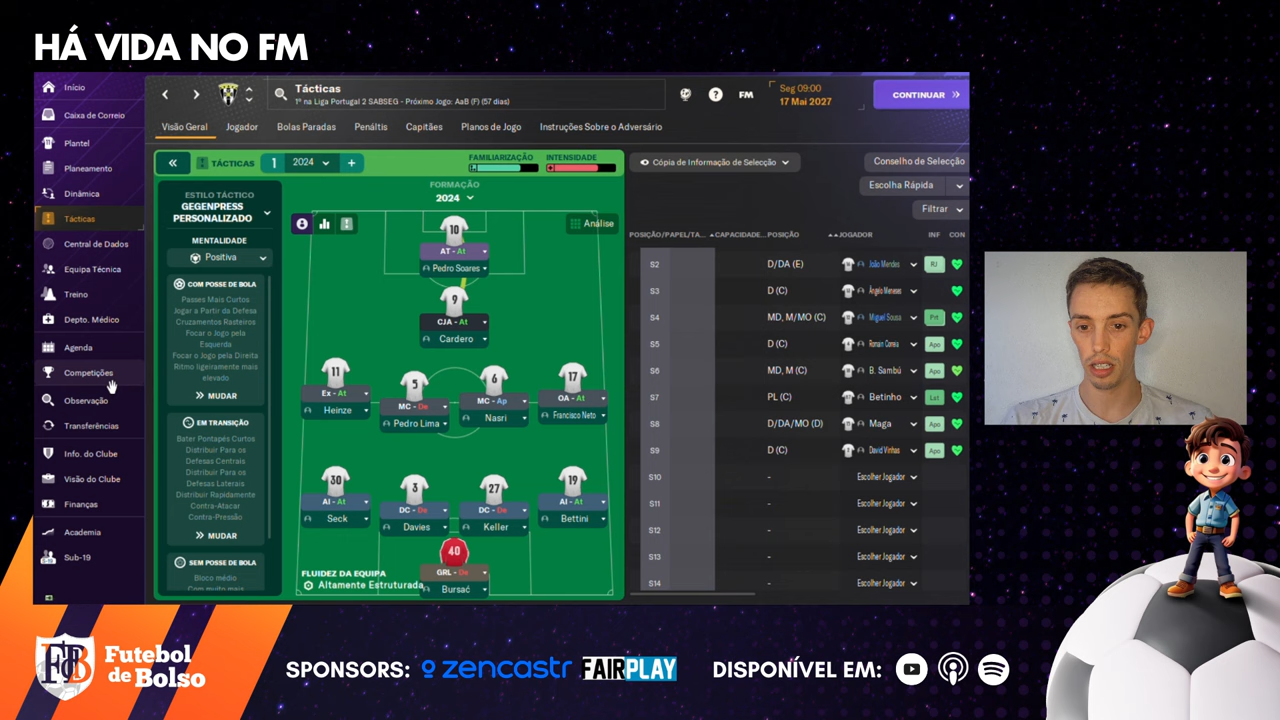 HÁ VIDA NO FM
Início
Caixa de Correio
Plantel
Planeamento
Dinâmica
Tácticas
Central de Dados
Equipa Técnica
Treino
Depto. Médico
Agenda
Competições
Observação
Transferências
Info. do Clube
Visão do Clube
Finanças
Academia
Sub-19
Tácticas
1º na Liga Portugal 2 SABSEG - Próximo Jogo: AaB (F) (57 dias)
FM
Seg 09:00
17 Mai 2027
CONTINUAR
Visão Geral Jogador Bolas Paradas Penáltis Capitães Planos de Jogo Instruções Sobre o Adversário
TÁCTICAS 1 2024 +
FAMILIARIZAÇÃO INTENSIDADE
ESTILO TÁCTICO
GEGENPRESS
PERSONALIZADO
MENTALIDADE
Positiva
COM POSSE DE BOLA
Passes Mais Curtos
Jogar a Partir da Defesa
Cruzamentos Rasteiros
Focar o Jogo pela
Esquerda
Focar o Jogo pela Direita
Ritmo ligeiramente mais
elevado
MUDAR
EM TRANSIÇÃO
Bater Pontapés Curtos
Distribuir Para os
Defesas Centrais
Distribuir Para os
Defesas Laterais
Distribuir Rapidamente
Contra-Atacar
Contra-Pressão
MUDAR
SEM POSSE DE BOLA
Bloco médio
Com muito mais
FORMAÇÃO
2024
Análise
10
AT - At
Pedro Soares
9
CJA - At
Cardero
11
Ex - At
Heinze
5
MC - De
Pedro Lima
6
MC - Ap
Nasri
17
OA - At
Francisco Neto
30
Al - At
Seck
3
DC - De
Davies
27
DC - De
Keller
19
Al - At
Bettini
40
GRL - De
Bursać
FLUIDEZ DA EQUIPA
Altamente Estruturada
Cópia de Informação de Selecção
Conselho de Selecção
Escolha Rápida
Filtrar
POSIÇÃO/PAPEL/TA... CAPACIDADE... POSIÇÃO JOGADOR INF CON
S2 D/DA (E) João Mendes RJ
S3 D (C) Ângelo Meneses
S4 MD, M/MO (C) Miguel Sousa Frt
S5 D (C) Roman Correia Apo
S6 MD, M (C) B. Sambú Apo
S7 PL (C) Betinho Lst
S8 D/DA/MO (D) Maga Apo
S9 D (C) David Vinhas Apo
S10 - Escolher Jogador
S11 - Escolher Jogador
S12 - Escolher Jogador
S13 - Escolher Jogador
S14 - Escolher Jogador
Futebol
de Bolso
SPONSORS: zencastr FAIRPLAY DISPONÍVEL EM: